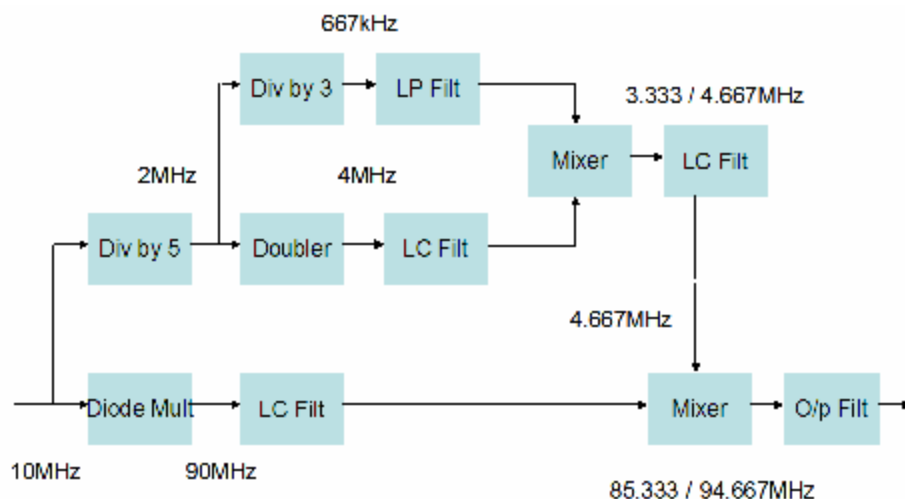 667kHz
Div by 3
LP Filt
3.333 / 4.667MHz
Mixer
LC Filt
2MHz
4MHz
Div by 5
Doubler
LC Filt
4.667MHz
Diode Mult
LC Filt
Mixer
O/p Filt
10MHz
90MHz
85.333 / 94.667MHz